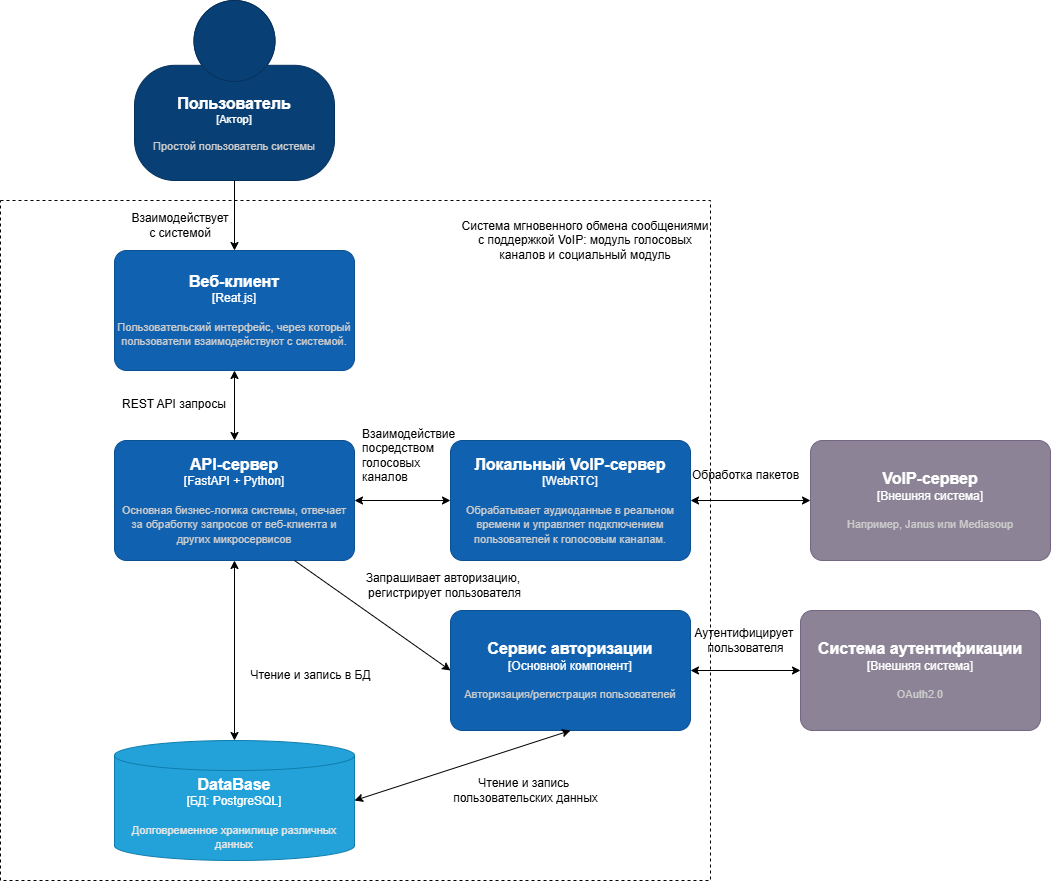 Пользователь
[Актор]
Простой пользователь системы
Взаимодействует
с системой
Система мгновенного обмена сообщениями
с поддержкой VoIP: модуль голосовых
каналов и социальный модуль
Веб-клиент
[Reat.js]
Пользовательский интерфейс, через который
пользователи взаимодействуют с системой.
REST API запросы
API-сервер
[FastAPI + Python]
Основная бизнес-логика системы, отвечает
за обработку запросов от веб-клиента и
других микросервисов
Взаимодействие
посредством
голосовых
каналов
Локальный VoIP-сервер
[WebRTC]
Обрабатывает аудиоданные в реальном
времени и управляет подключением
пользователей к голосовым каналам.
Обработка пакетов
VoIP-сервер
[Внешняя система]
Например, Janus или Mediasoup
Запрашивает авторизацию,
регистрирует пользователя
Сервис авторизации
[Основной компонент]
Авторизация/регистрация пользователей
Аутентифицирует
пользователя
Система аутентификации
[Внешняя система]
OAuth2.0
Чтение и запись в БД
DataBase
[БД: PostgreSQL]
Долговременное хранилище различных
данных
Чтение и запись
пользовательских данных